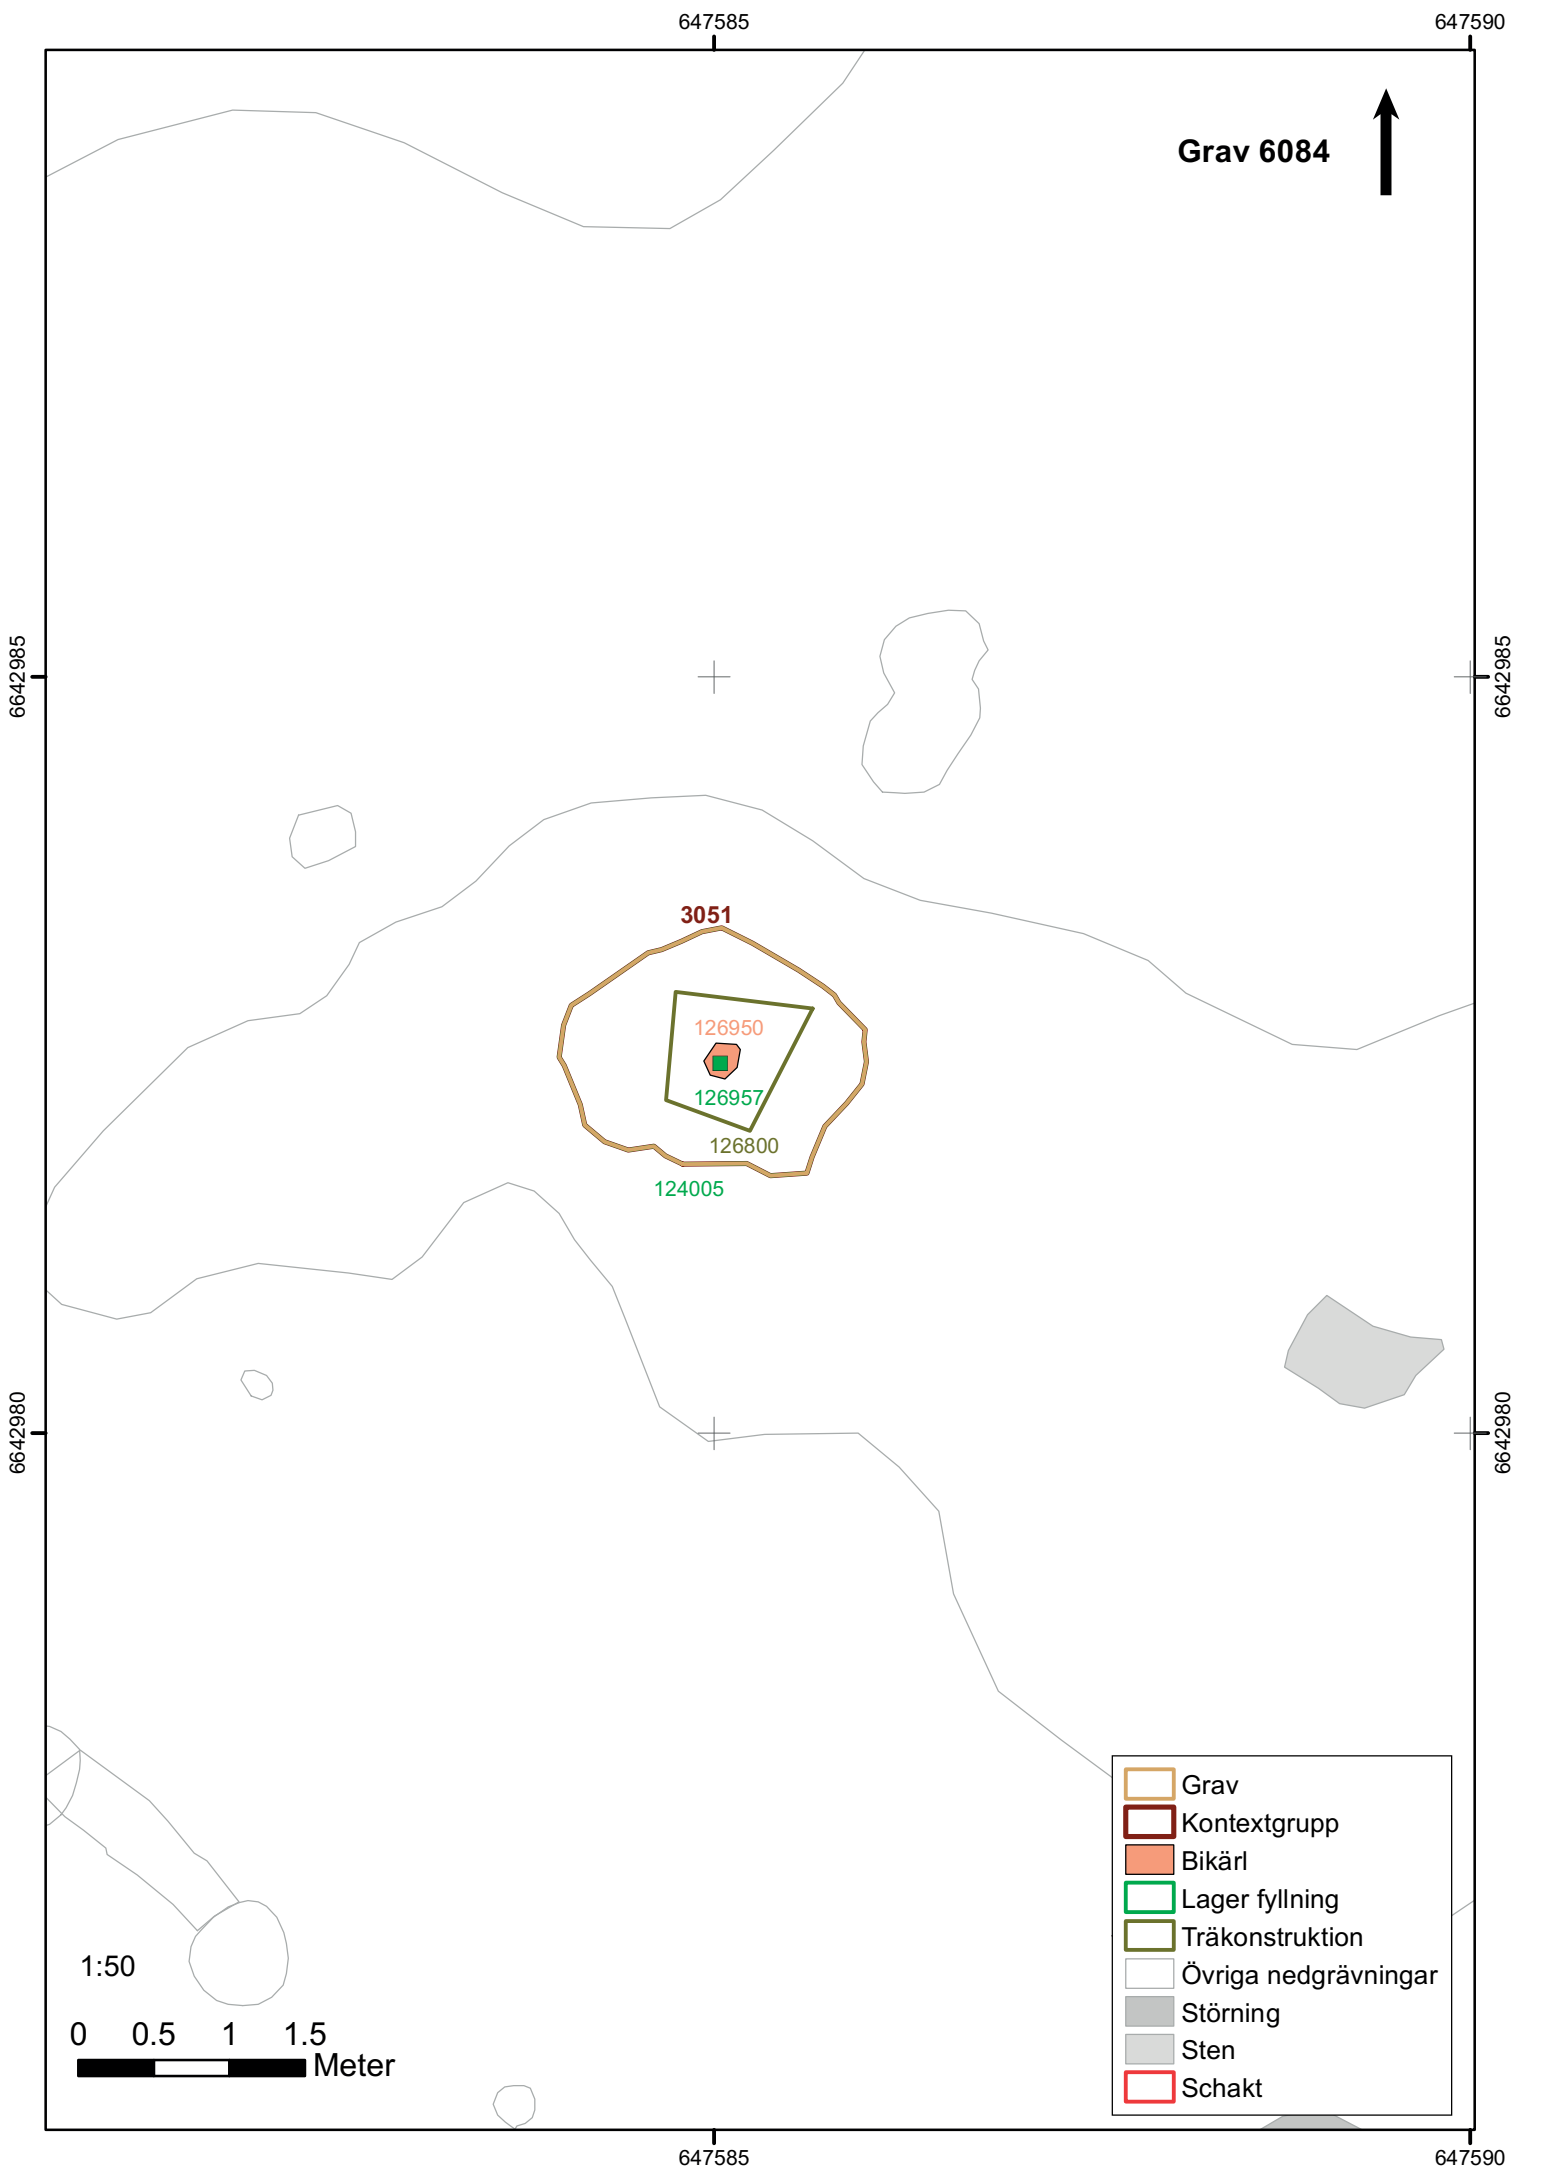 647585
647590
Grav 6084
6642985
6642985
3051
126950
126957
126800
124005
6642980
6642980
Grav
Kontextgrupp
Bikärl
Lager fyllning
Träkonstruktion
Övriga nedgrävningar
Störning
Sten
Schakt
1:50
0 0.5 1 1.5
Meter
647585
647590